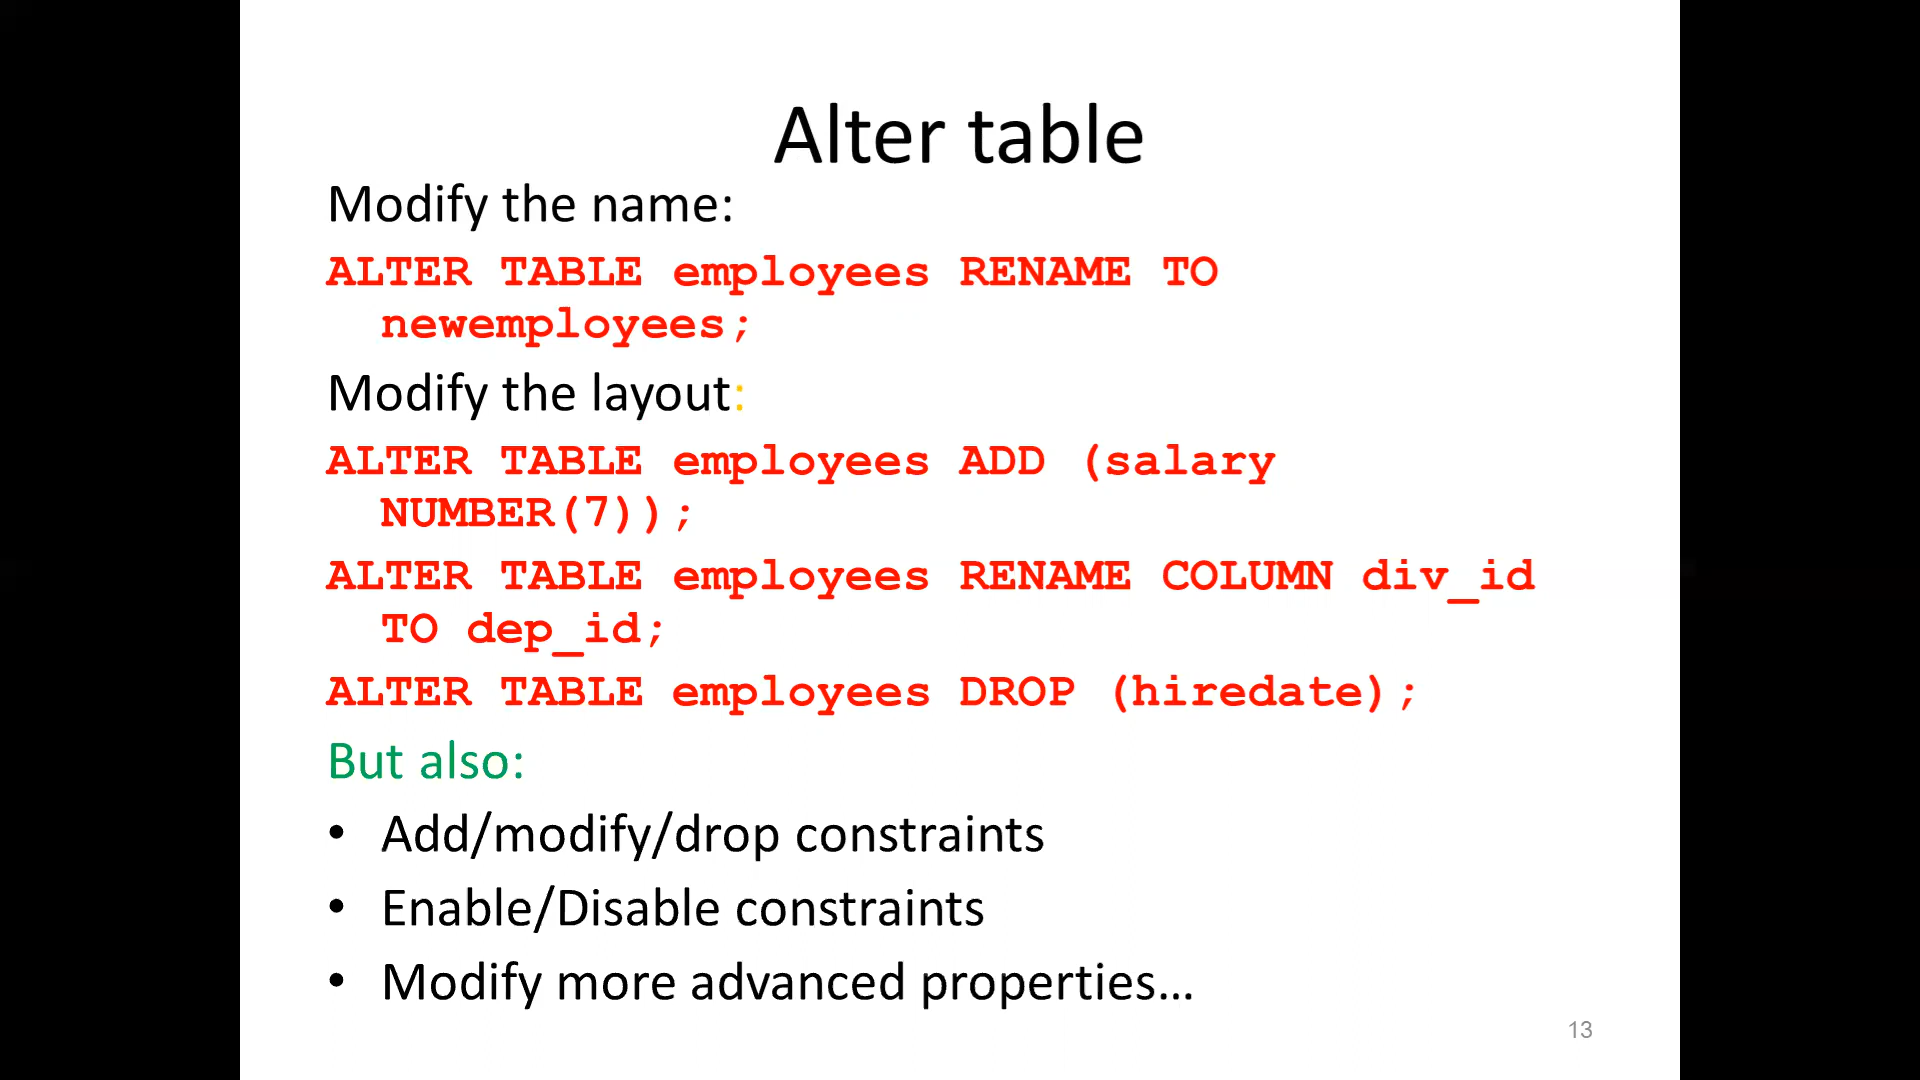 Alter table
Modify the name:
ALTER TABLE employees RENAME TO
newemployees;
Modify the layout:
ALTER TABLE employees ADD (salary
NUMBER(7));
ALTER TABLE employees RENAME COLUMN div_id
TO dep_id;
ALTER TABLE employees DROP (hiredate);
But also:
• Add/modify/drop constraints
• Enable/Disable constraints
• Modify more advanced properties…
13